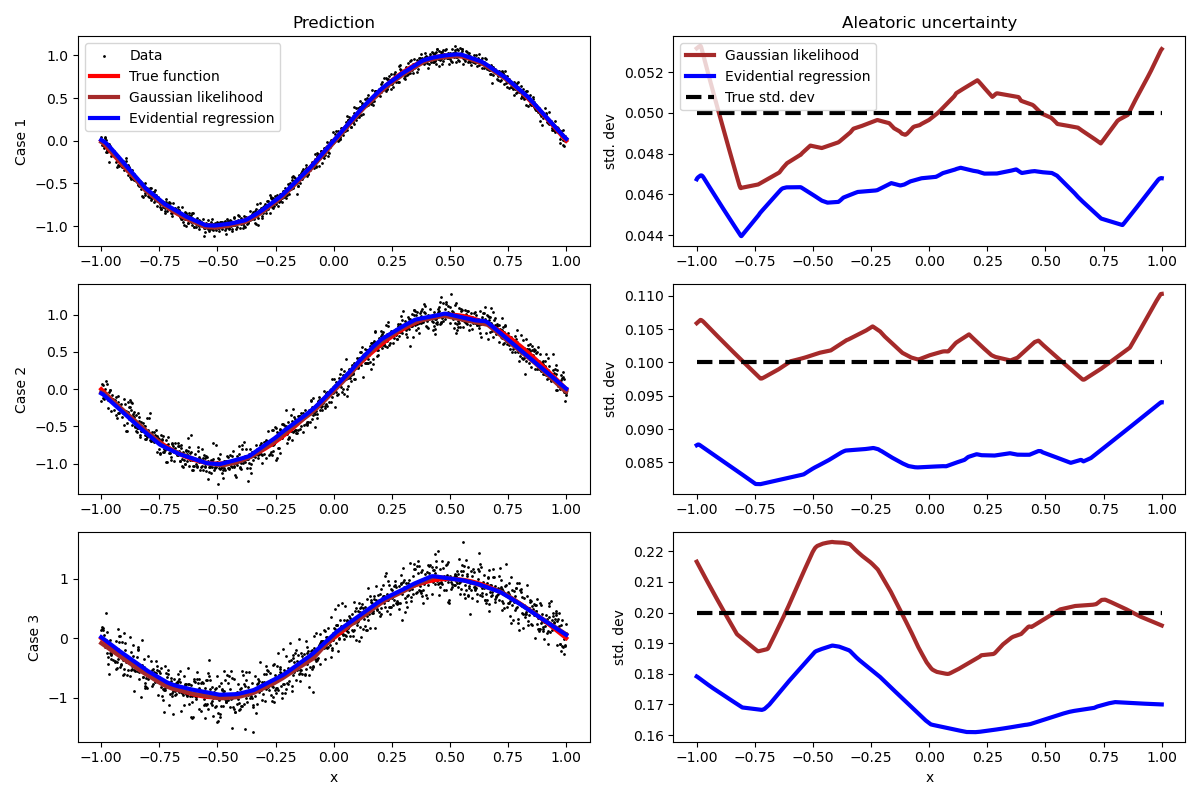 Prediction
Aleatoric uncertainty
Case 1
1.0
0.5
0.0
−0.5
−1.0
Data
True function
Gaussian likelihood
Evidential regression
−1.00 −0.75 −0.50 −0.25 0.00 0.25 0.50 0.75 1.00
std. dev
0.052
0.050
0.048
0.046
0.044
Gaussian likelihood
Evidential regression
True std. dev
−1.00 −0.75 −0.50 −0.25 0.00 0.25 0.50 0.75 1.00
Case 2
1.0
0.5
0.0
−0.5
−1.0
−1.00 −0.75 −0.50 −0.25 0.00 0.25 0.50 0.75 1.00
std. dev
0.110
0.105
0.100
0.095
0.090
0.085
−1.00 −0.75 −0.50 −0.25 0.00 0.25 0.50 0.75 1.00
Case 3
1
0
−1
−1.00 −0.75 −0.50 −0.25 0.00 0.25 0.50 0.75 1.00
x
std. dev
0.22
0.21
0.20
0.19
0.18
0.17
0.16
−1.00 −0.75 −0.50 −0.25 0.00 0.25 0.50 0.75 1.00
x